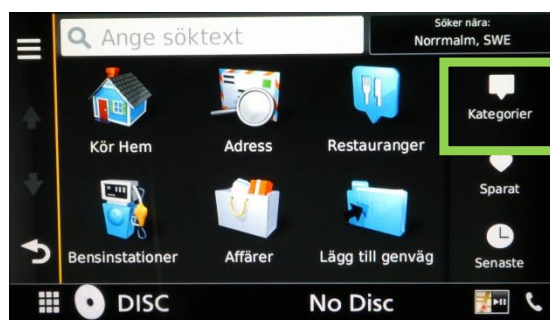 Ange söktext
Söker nära:
Norrmalm, SWE
Kör Hem
Adress
Restauranger
Kategorier
Sparat
Bensinstationer
Affärer
Lägg till genväg
Senaste
DISC
No Disc